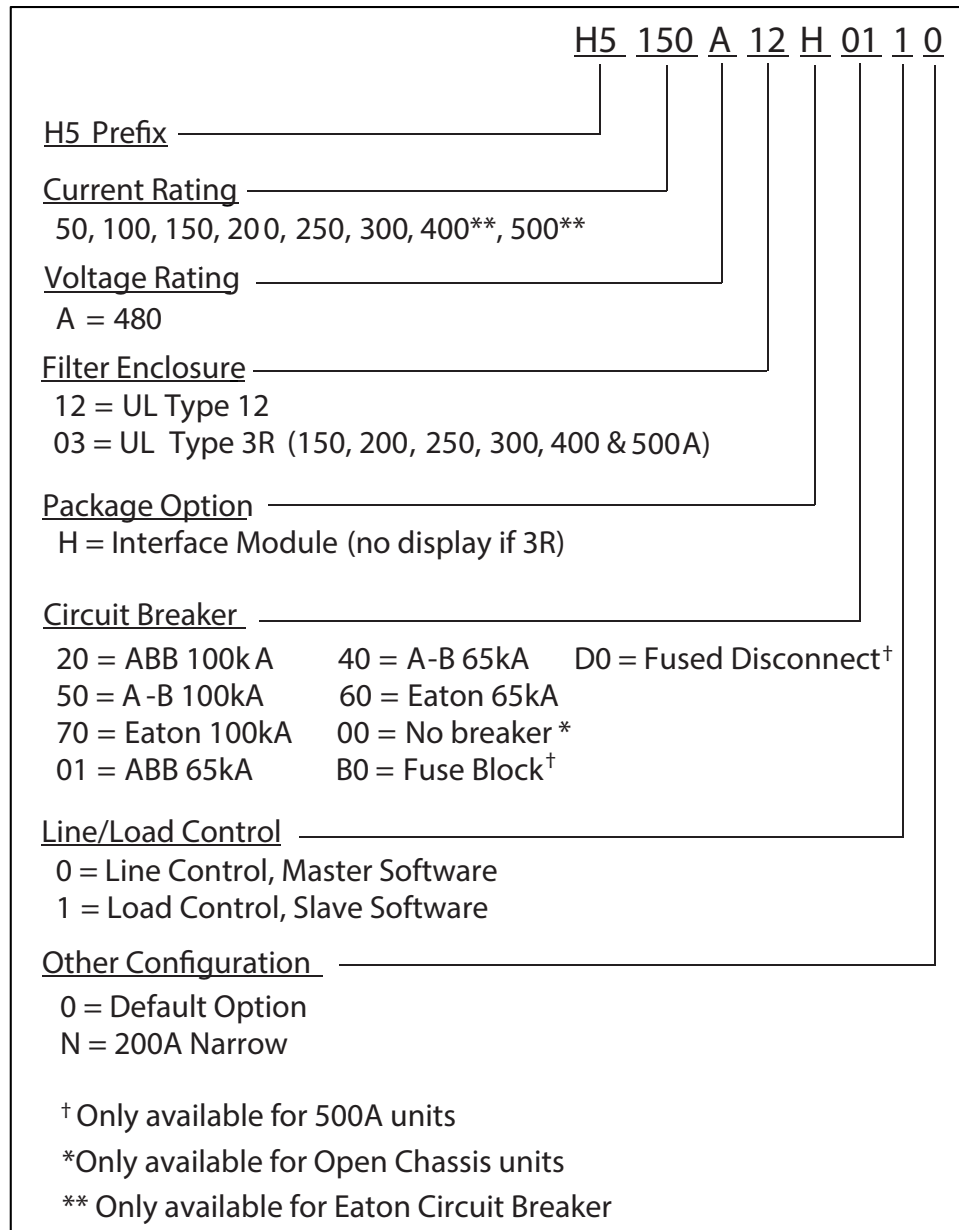 H5 150 A 12 H 01 1 0
H5 Prefix
Current Rating
50, 100, 150, 200, 250, 300, 400**, 500**
Voltage Rating
A = 480
Filter Enclosure
12 = UL Type 12
03 = UL Type 3R (150, 200, 250, 300, 400 & 500A)
Package Option
H = Interface Module (no display if 3R)
Circuit Breaker
20 = ABB 100kA 40 = A-B 65kA D0 = Fused Disconnect†
50 = A-B 100kA 60 = Eaton 65kA
70 = Eaton 100kA 00 = No breaker *
01 = ABB 65kA B0 = Fuse Block†
Line/Load Control
0 = Line Control, Master Software
1 = Load Control, Slave Software
Other Configuration
0 = Default Option
N = 200A Narrow
† Only available for 500A units
*Only available for Open Chassis units
** Only available for Eaton Circuit Breaker